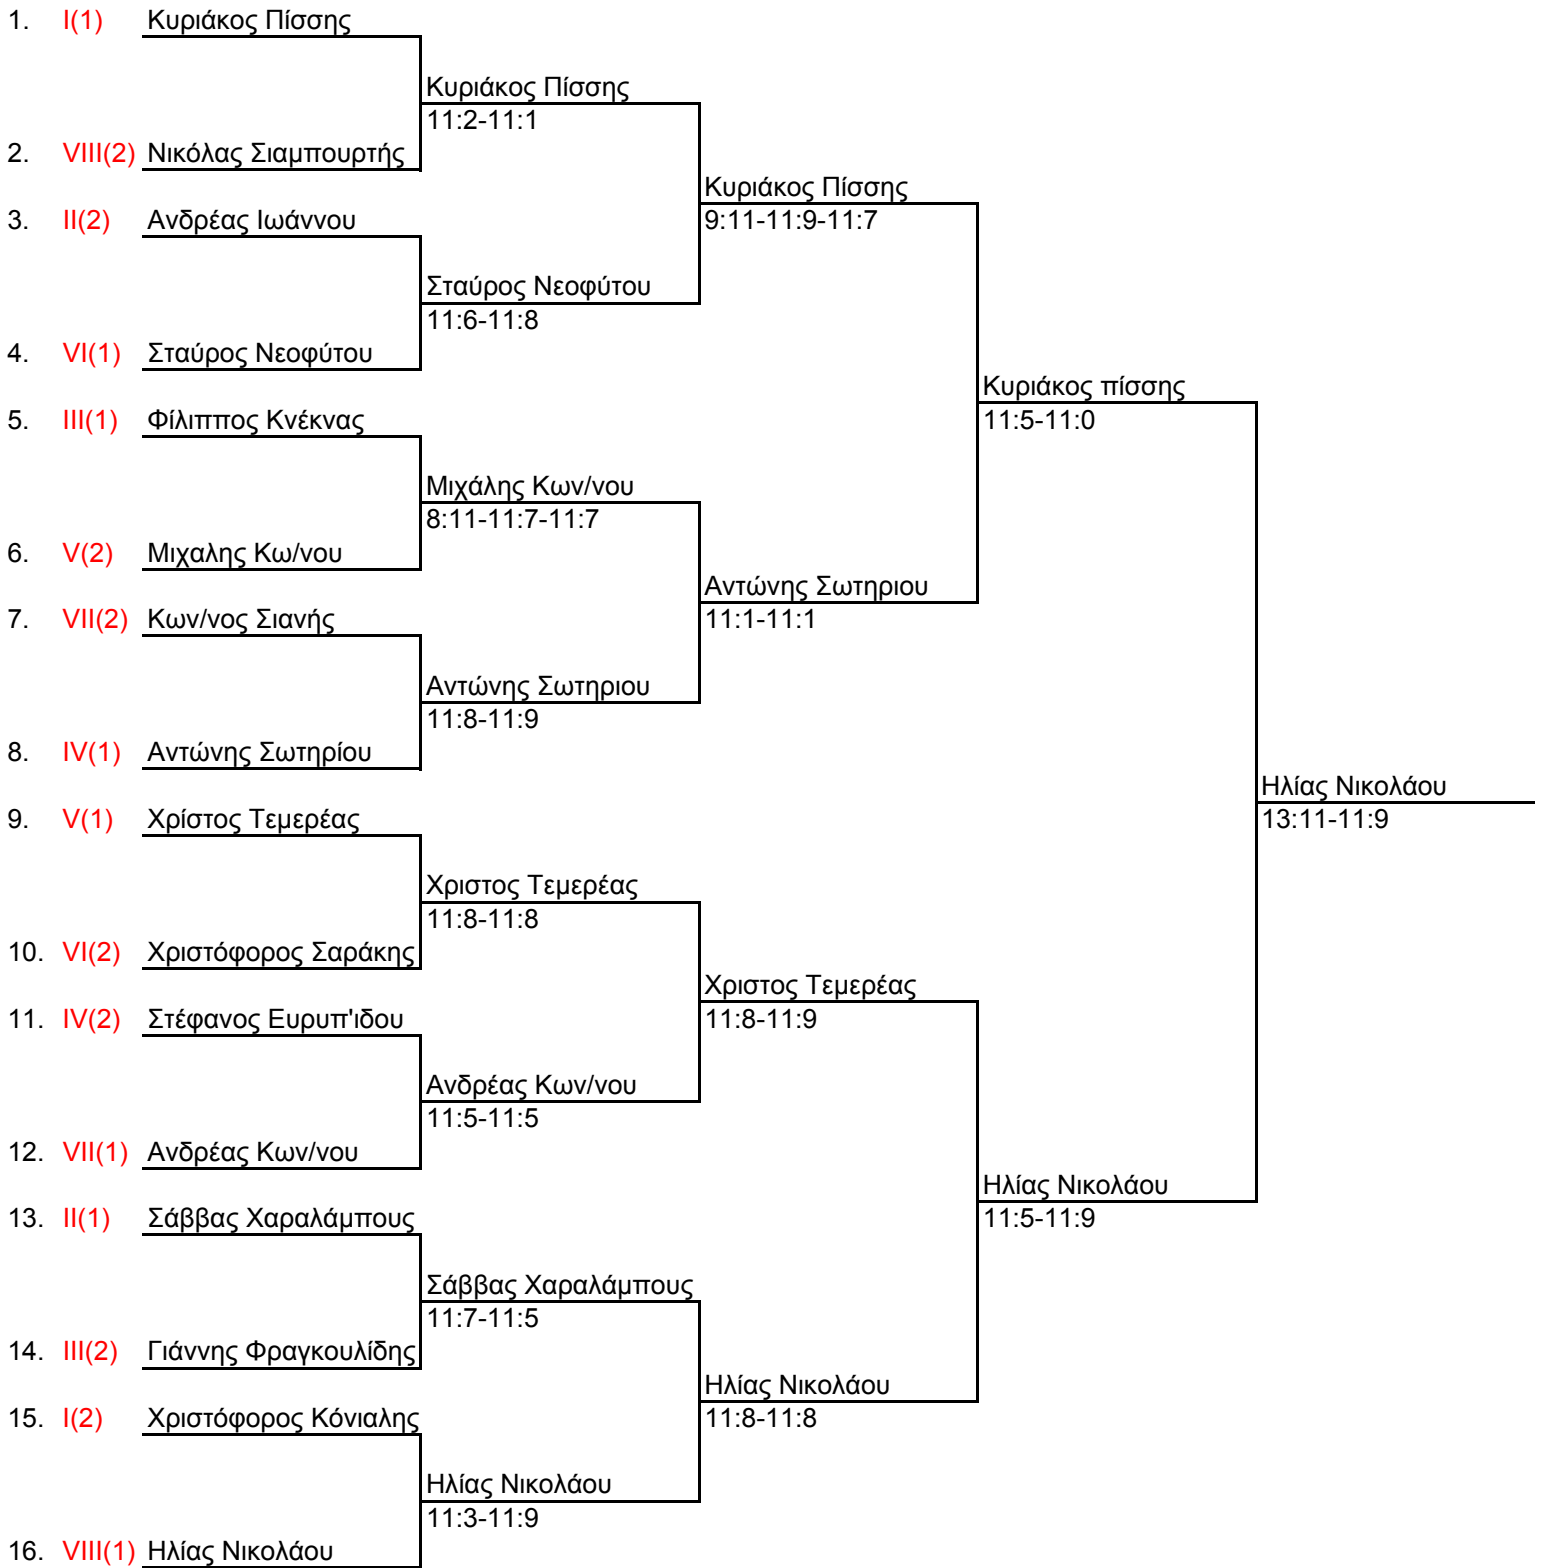 1. I(1) Κυριάκος Πίσσης
Κυριάκος Πίσσης
11:2-11:1
2. VIII(2) Νικόλας Σιαμπουρτής
Κυριάκος Πίσσης
3. II(2) Ανδρέας Ιωάννου
9:11-11:9-11:7
Σταύρος Νεοφύτου
11:6-11:8
4. VI(1) Σταύρος Νεοφύτου
Κυριάκος πίσσης
5. III(1) Φίλιππος Κνέκνας
11:5-11:0
Μιχάλης Κων/νου
8:11-11:7-11:7
6. V(2) Μιχαλης Κω/νου
Αντώνης Σωτηριου
7. VII(2) Κων/νος Σιανής
11:1-11:1
Αντώνης Σωτηριου
11:8-11:9
8. IV(1) Αντώνης Σωτηρίου
Ηλίας Νικολάου
9. V(1) Χρίστος Τεμερέας
13:11-11:9
Χριστος Τεμερέας
11:8-11:8
10. VI(2) Χριστόφορος Σαράκης
Χριστος Τεμερέας
11. IV(2) Στέφανος Ευρυπ'ιδου
11:8-11:9
Ανδρέας Κων/νου
11:5-11:5
12. VII(1) Ανδρέας Κων/νου
Ηλίας Νικολάου
13. II(1) Σάββας Χαραλάμπους
11:5-11:9
Σάββας Χαραλάμπους
11:7-11:5
14. III(2) Γιάννης Φραγκουλίδης
Ηλίας Νικολάου
15. I(2) Χριστόφορος Κόνιαλης
11:8-11:8
Ηλίας Νικολάου
11:3-11:9
16. VIII(1) Ηλίας Νικολάου